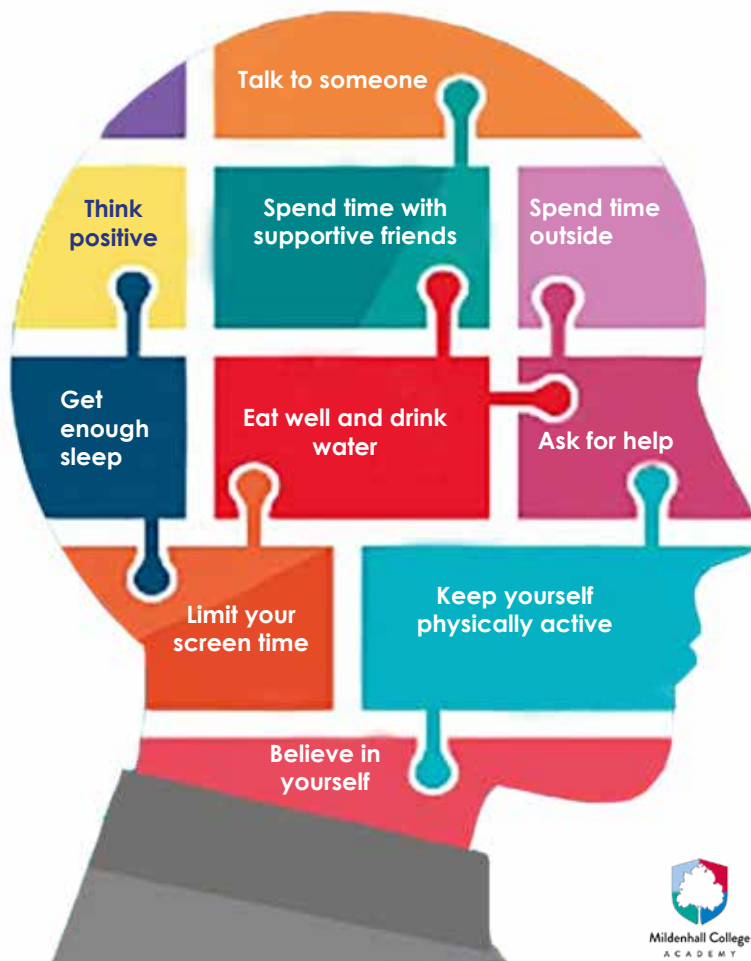 Talk to someone
Think
positive
Spend time with
supportive friends
Spend time
outside
Get
enough
sleep
Eat well and drink
water
Ask for help
Limit your
screen time
Keep yourself
physically active
Believe in
yourself
Mildenhall College
ACADEMY